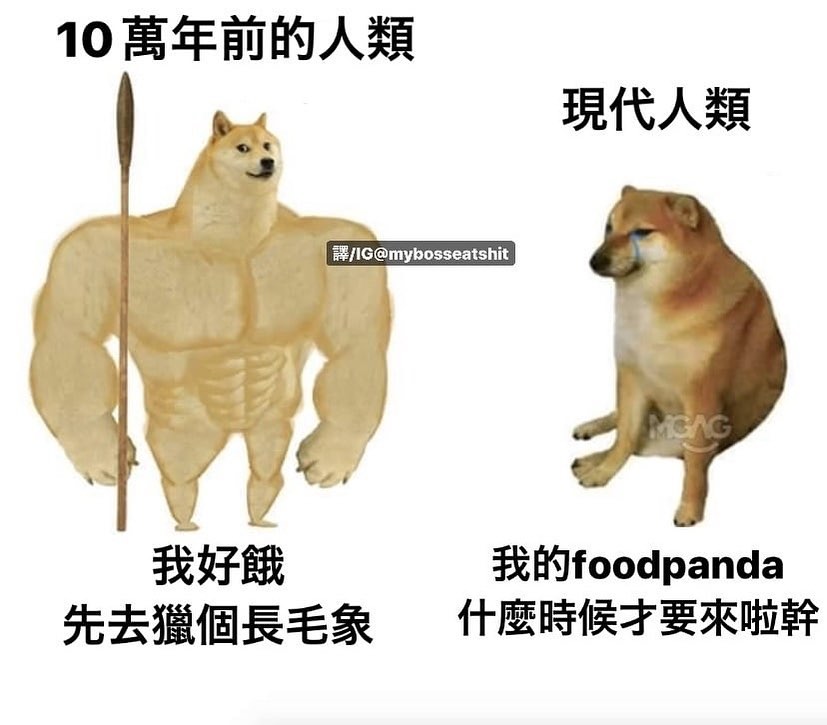 10萬年前的人類
現代人類
譯/IG@mybosseatshit
MGAG
我好餓
先去獵個長毛象
我的foodpanda
什麼時候才要來啦幹